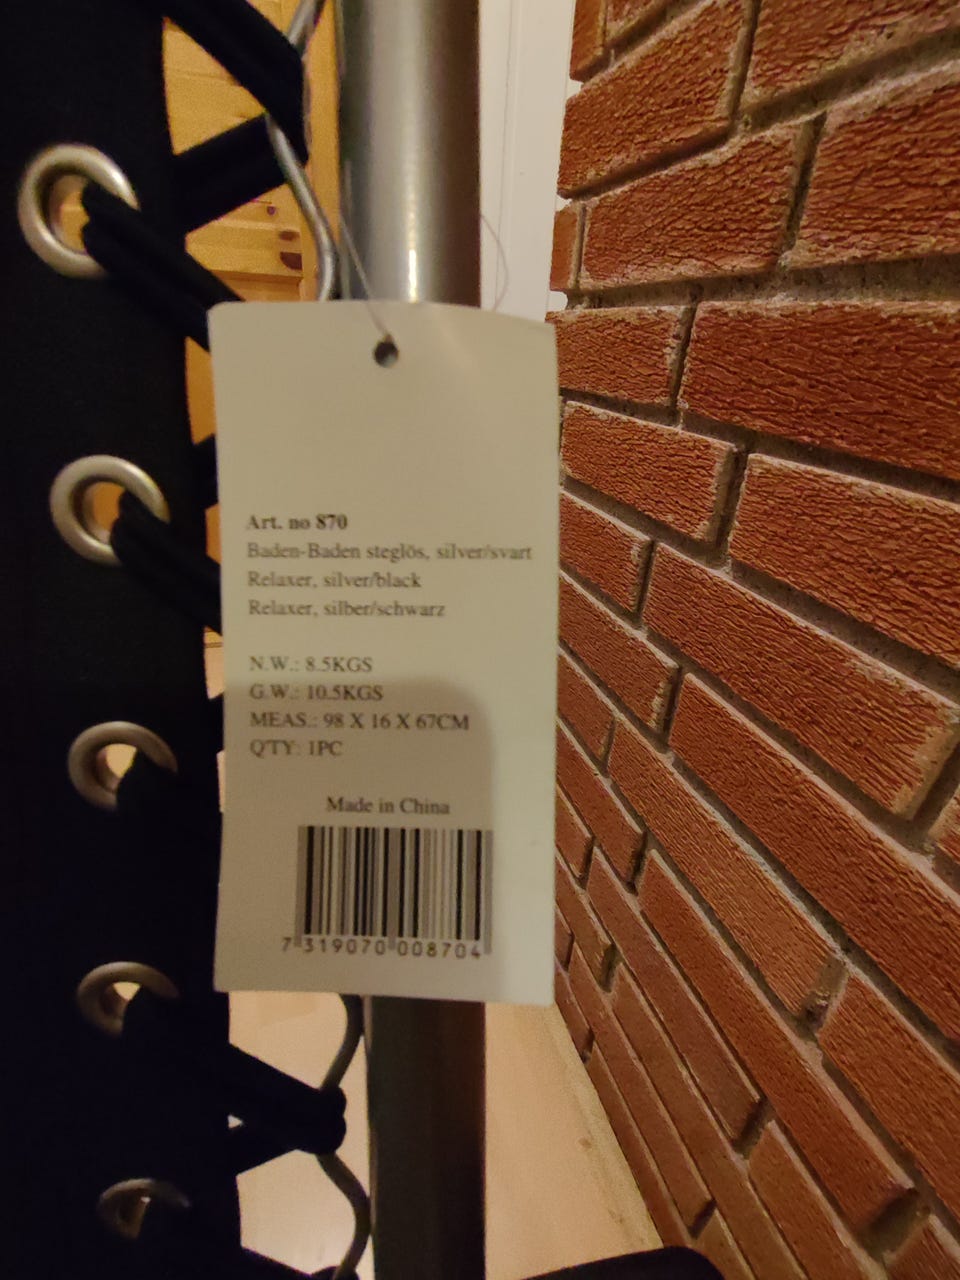 Art. no 870
Baden-Baden steglös, silver/svart
Relaxer, silver/black
Relaxer, silber/schwarz
N.W.: 8.5KGS
G.W.: 10.5KGS
MEAS.: 98 X 16 X 67CM
Q'TY: 1PC
Made in China
7 319070 008704